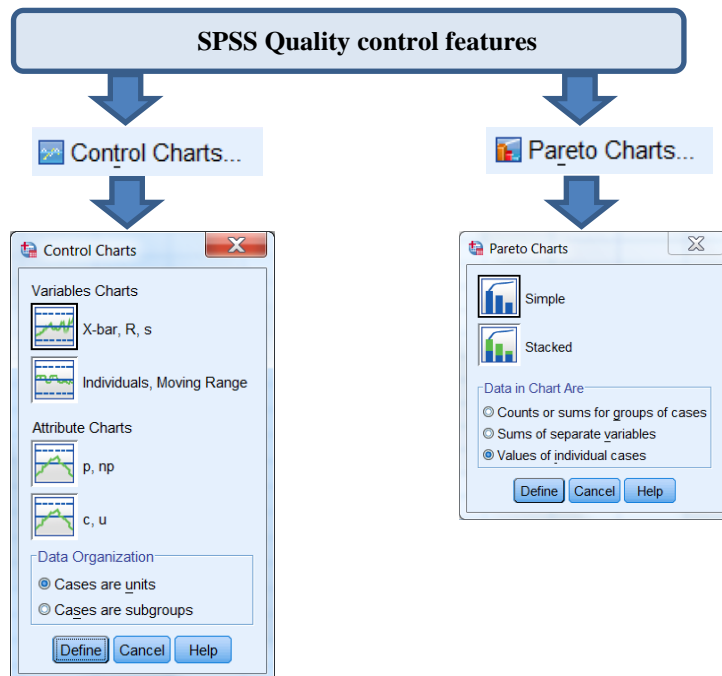 SPSS Quality control features
Control Charts...
Pareto Charts...
Control Charts
Variables Charts
X-bar, R, s
Individuals, Moving Range
Attribute Charts
p, np
c, u
Data Organization
Cases are units
Cases are subgroups
Define Cancel Help
Pareto Charts
Simple
Stacked
Data in Chart Are
Counts or sums for groups of cases
Sums of separate variables
Values of individual cases
Define Cancel Help